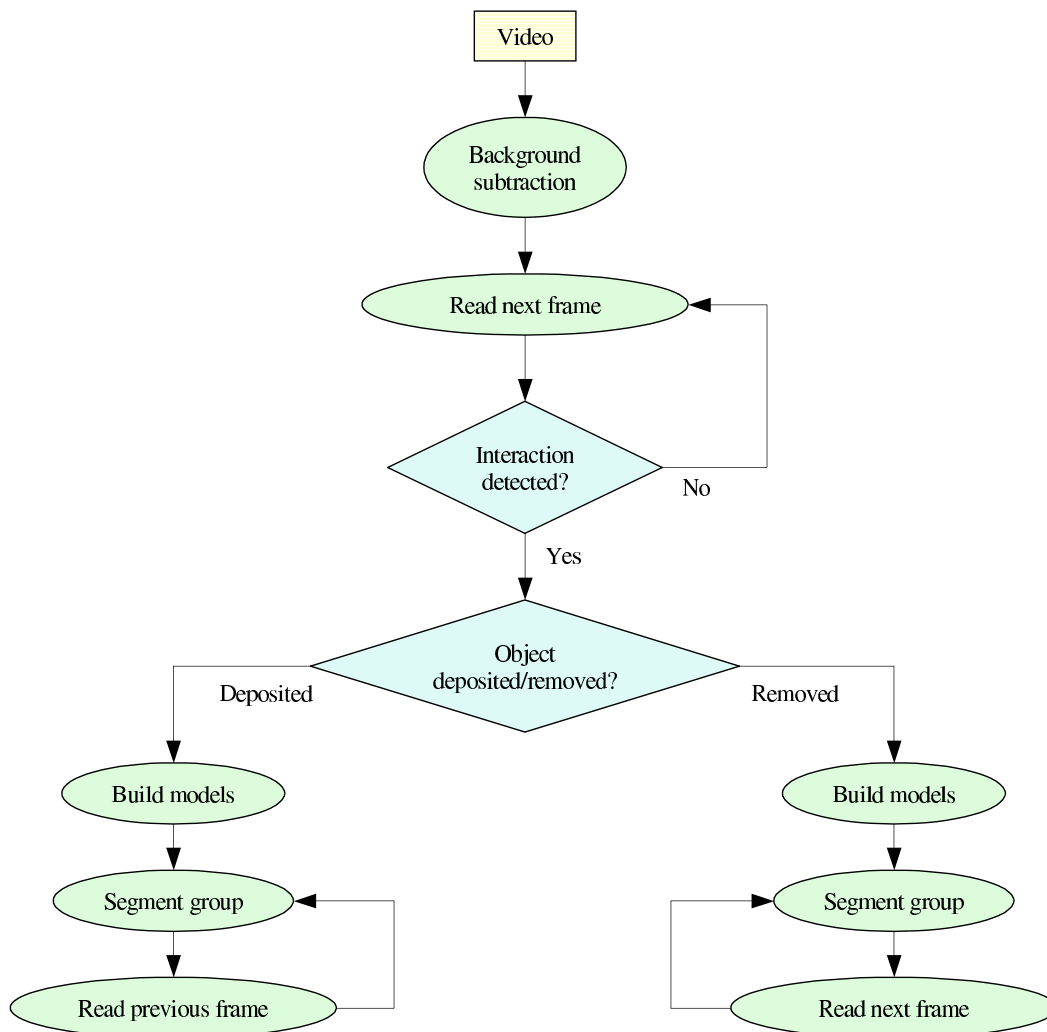 Video
Background
subtraction
Read next frame
Interaction
detected?
No
Yes
Object
deposited/removed?
Deposited
Removed
Build models
Build models
Segment group
Segment group
Read previous frame
Read next frame